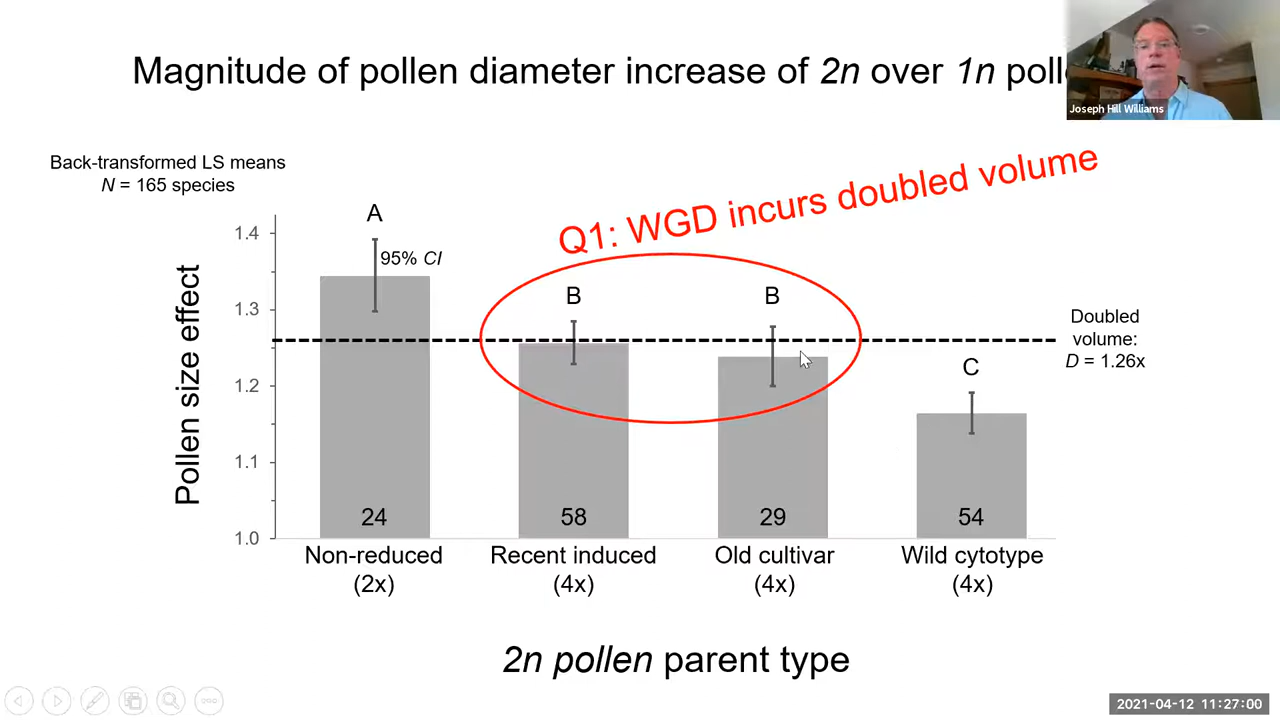 Magnitude of pollen diameter increase of 2n over 1n
Joseph Hill Williams
Back-transformed LS means
N = 165 species
Q1: WGD incurs doubled volume
A
95% CI
B
B
C
1.4
1.3
1.2
1.1
1.0
Pollen size effect
Doubled
volume:
D = 1.26x
24
58
29
54
Non-reduced
(2x)
Recent induced
(4x)
Old cultivar
(4x)
Wild cytotype
(4x)
2n pollen parent type
2021-04-12 11:27:00